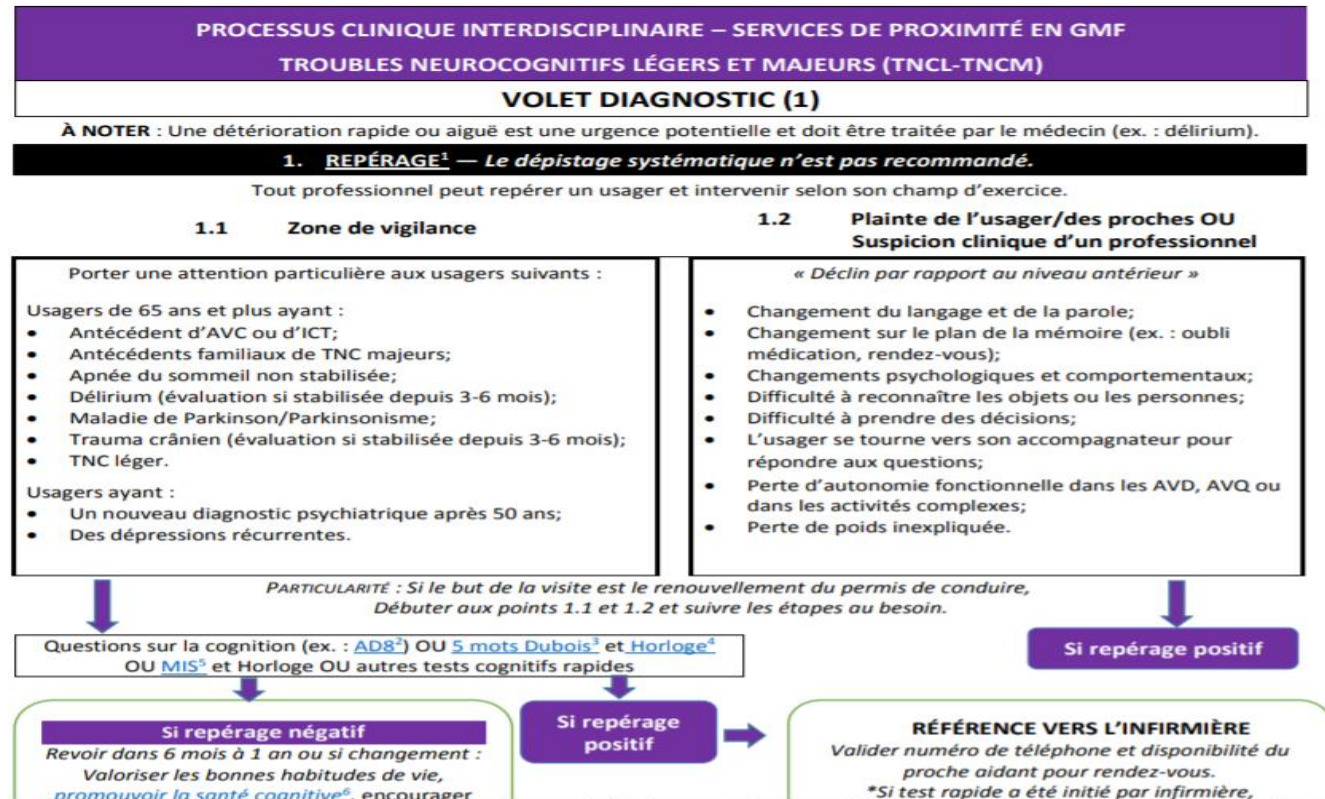 PROCESSUS CLINIQUE INTERDISCIPLINAIRE – SERVICES DE PROXIMITÉ EN GMF
TROUBLES NEUROCOGNITIFS LÉGERS ET MAJEURS (TNCL-TNCM)
VOLET DIAGNOSTIC (1)
À NOTER : Une détérioration rapide ou aiguë est une urgence potentielle et doit être traitée par le médecin (ex. : délirium).
1. REPÉRAGE¹ — Le dépistage systématique n’est pas recommandé.
Tout professionnel peut repérer un usager et intervenir selon son champ d’exercice.
1.1 Zone de vigilance
Porter une attention particulière aux usagers suivants :
Usagers de 65 ans et plus ayant :
• Antécédent d’AVC ou d’ICT;
• Antécédents familiaux de TNC majeurs;
• Apnée du sommeil non stabilisée;
• Délirium (évaluation si stabilisée depuis 3-6 mois);
• Maladie de Parkinson/Parkinsonisme;
• Trauma crânien (évaluation si stabilisée depuis 3-6 mois);
• TNC léger.
Usagers ayant :
• Un nouveau diagnostic psychiatrique après 50 ans;
• Des dépressions récurrentes.
1.2 Plainte de l’usager/des proches OU
Suspicion clinique d’un professionnel
« Déclin par rapport au niveau antérieur »
• Changement du langage et de la parole;
• Changement sur le plan de la mémoire (ex. : oubli
médication, rendez-vous);
• Changements psychologiques et comportementaux;
• Difficulté à reconnaître les objets ou les personnes;
• Difficulté à prendre des décisions;
• L’usager se tourne vers son accompagnateur pour
répondre aux questions;
• Perte d’autonomie fonctionnelle dans les AVD, AVQ ou
dans les activités complexes;
• Perte de poids inexpliquée.
PARTICULARITÉ : Si le but de la visite est le renouvellement du permis de conduire,
Débuter aux points 1.1 et 1.2 et suivre les étapes au besoin.
Questions sur la cognition (ex. : AD8²) OU 5 mots Dubois³ et Horloge⁴
OU MIS⁵ et Horloge OU autres tests cognitifs rapides
Si repérage positif
Si repérage négatif
Revoir dans 6 mois à 1 an ou si changement :
Valoriser les bonnes habitudes de vie,
promouvoir la santé cognitive⁶, encourager
Si repérage
positif
RÉFÉRENCE VERS L’INFIRMIÈRE
Valider numéro de téléphone et disponibilité du
proche aidant pour rendez-vous.
*Si test rapide a été initié par infirmière,